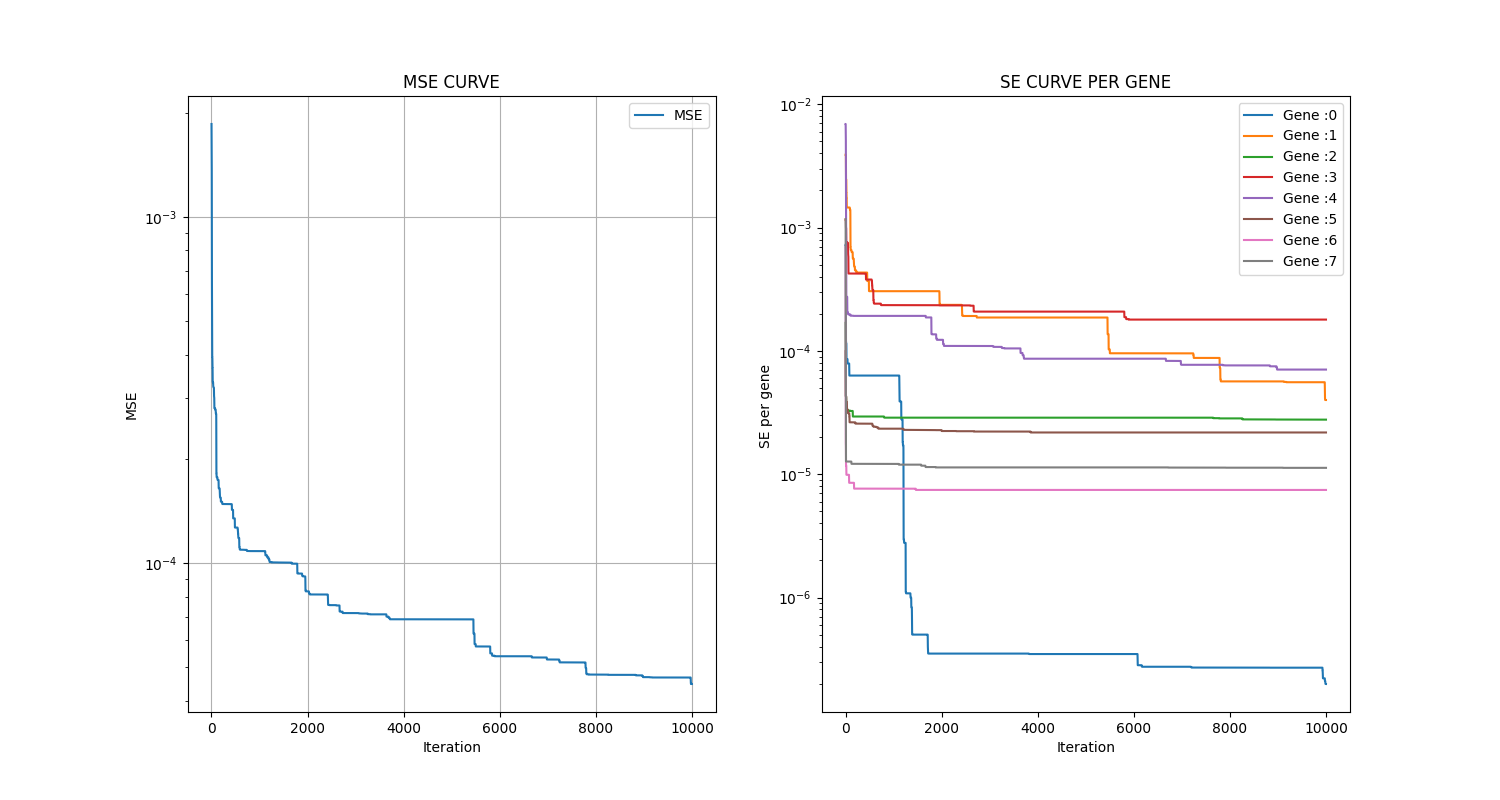 MSE CURVE
MSE
MSE
10⁻³
10⁻⁴
0 2000 4000 6000 8000 10000
Iteration
SE CURVE PER GENE
Gene :0
Gene :1
Gene :2
Gene :3
Gene :4
Gene :5
Gene :6
Gene :7
SE per gene
10⁻²
10⁻³
10⁻⁴
10⁻⁵
10⁻⁶
0 2000 4000 6000 8000 10000
Iteration